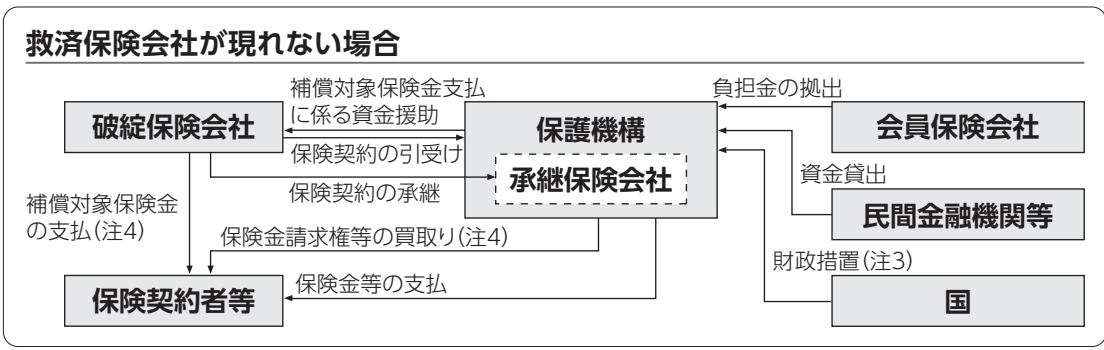 救済保険会社が現れない場合
補償対象保険金支払
に係る資金援助
負担金の拠出
破綻保険会社
保護機構
会員保険会社
保険契約の引受け
承継保険会社
資金貸出
保険契約の承継
補償対象保険金
の支払(注4)
民間金融機関等
保険金請求権等の買取り(注4)
財政措置(注3)
保険金等の支払
保険契約者等
国